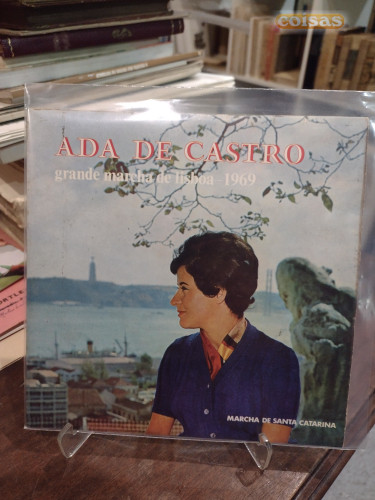 coisas
ADA DE CASTRO
grande marcha de lisboa - 1969
MARCHA DE SANTA CATARINA